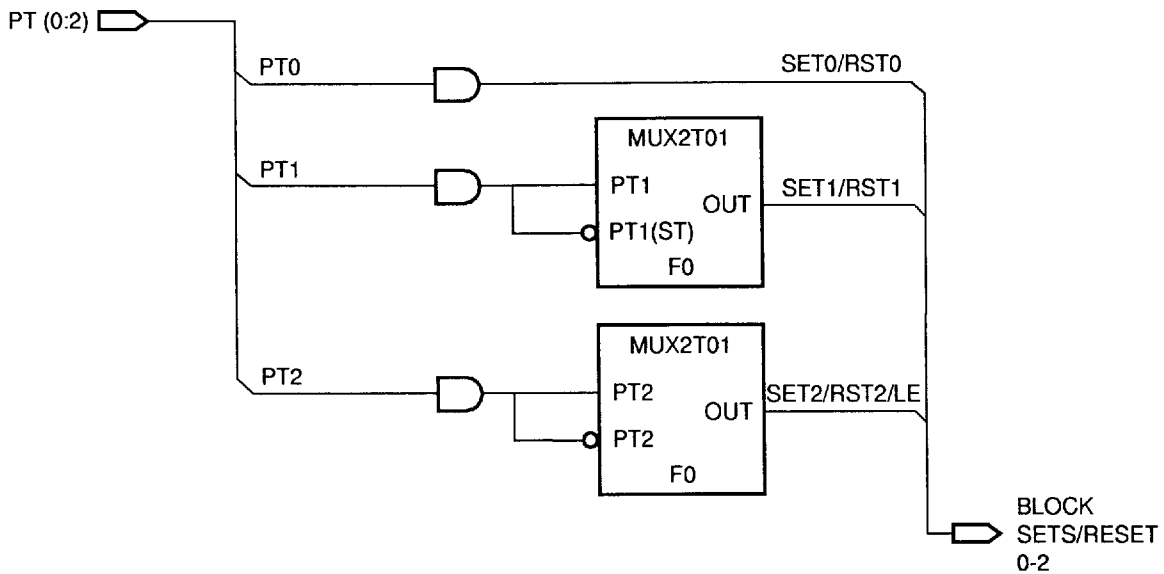 PT (0:2)
PT0
SET0/RST0
MUX2T01
PT1
PT1
OUT
SET1/RST1
PT1(ST)
F0
MUX2T01
PT2
PT2
OUT
SET2/RST2/LE
PT2
F0
BLOCK
SETS/RESET
0-2